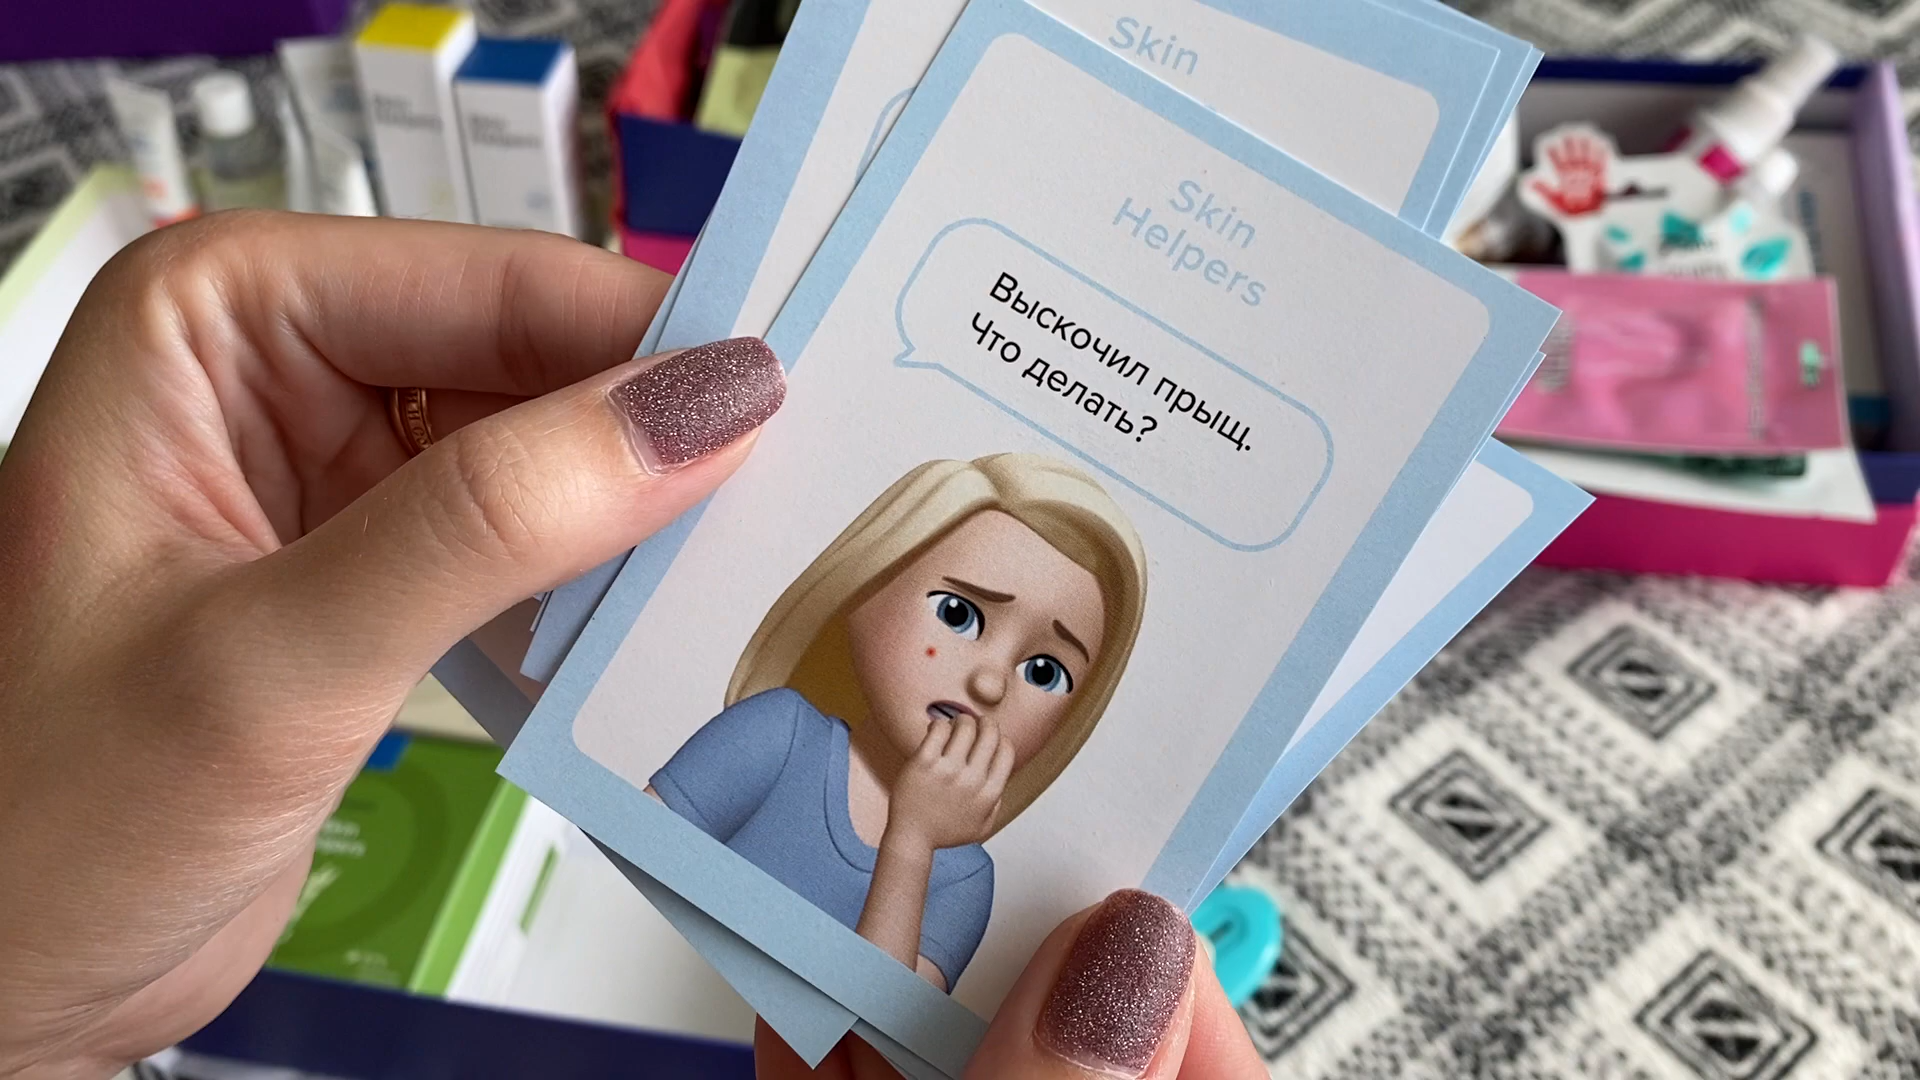 Skin
Skin
Helpers
Выскочил прыщ.
Что делать?